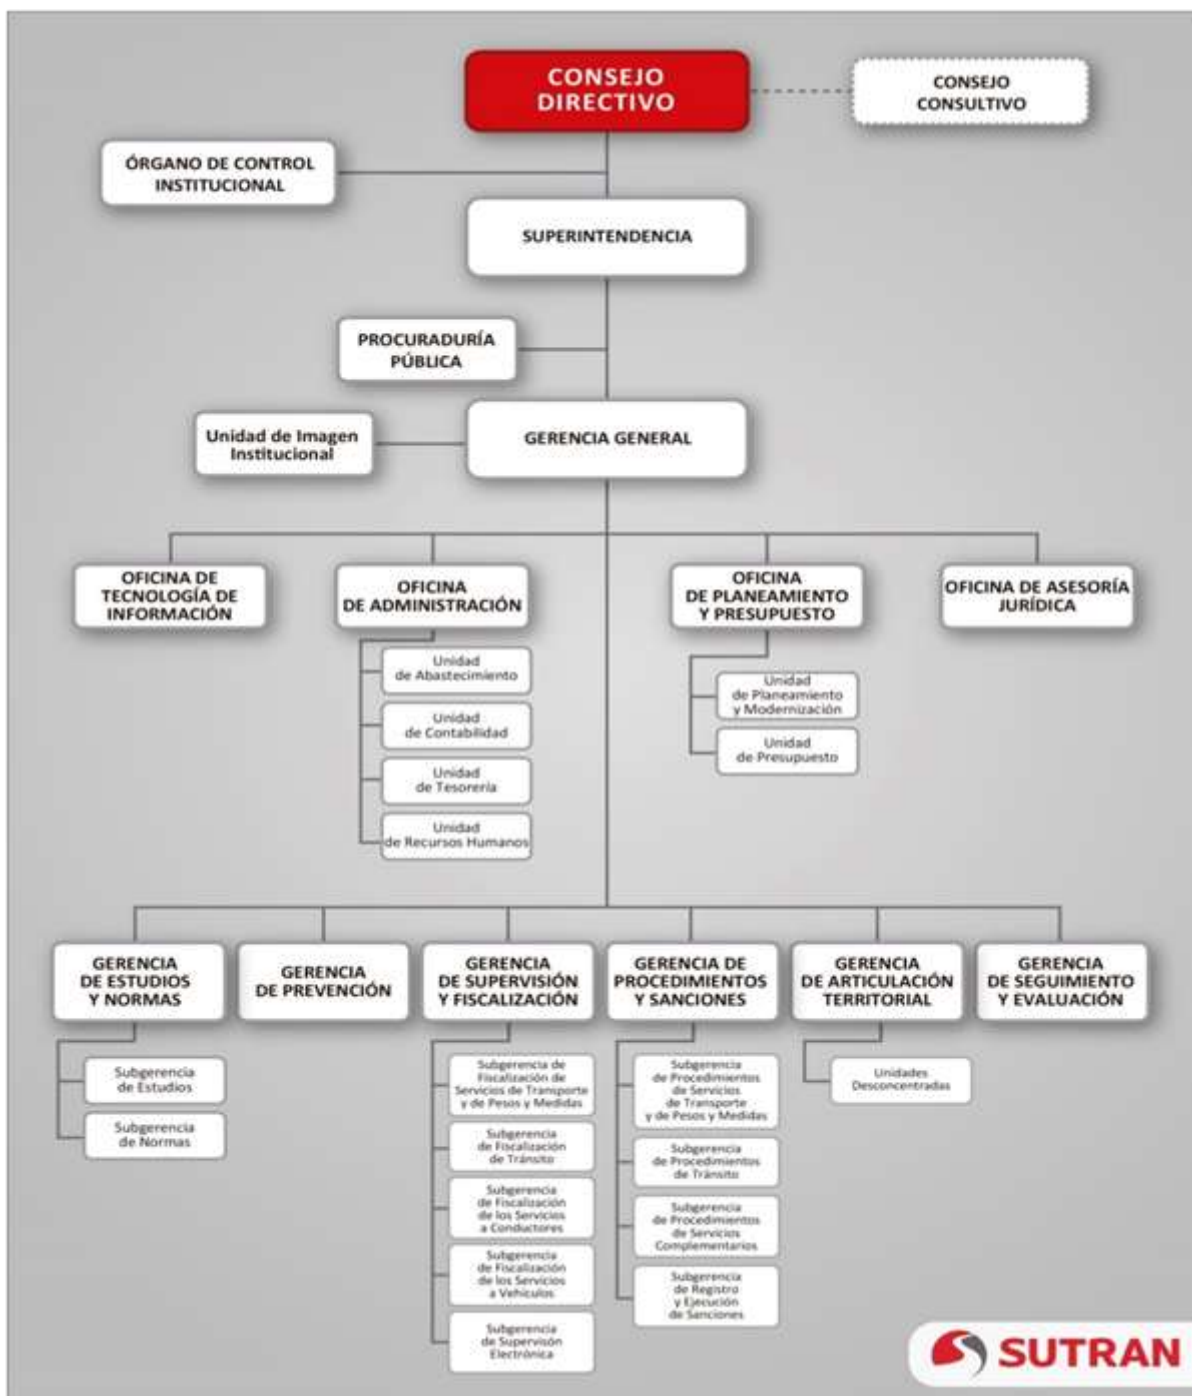 CONSEJO
DIRECTIVO
CONSEJO
CONSULTIVO
ÓRGANO DE CONTROL
INSTITUCIONAL
SUPERINTENDENCIA
PROCURADURÍA
PÚBLICA
GERENCIA GENERAL
Unidad de Imagen
Institucional
OFICINA DE
TECNOLOGÍA DE
INFORMACIÓN
OFICINA
DE ADMINISTRACIÓN
Unidad
de Abastecimiento
Unidad
de Contabilidad
Unidad
de Tesorería
Unidad
de Recursos Humanos
OFICINA
DE PLANEAMIENTO
Y PRESUPUESTO
Unidad
de Planeamiento
y Modernización
Unidad
de Presupuesto
OFICINA DE ASESORÍA
JURÍDICA
GERENCIA
DE ESTUDIOS
Y NORMAS
Subgerencia
de Estudios
Subgerencia
de Normas
GERENCIA
DE PREVENCIÓN
GERENCIA
DE SUPERVISIÓN
Y FISCALIZACIÓN
Subgerencia de
Fiscalización de
Servicios de Transporte
y de Pesos y Medidas
Subgerencia
de Fiscalización
de Tránsito
Subgerencia
de Fiscalización
de los Servicios
a Conductores
Subgerencia
de Fiscalización
de los Servicios
a Vehículos
Subgerencia
de Supervisón
Electrónica
GERENCIA DE
PROCEDIMIENTOS
Y SANCIONES
Subgerencia
de Procedimientos
de Servicios
de Transporte
y de Pesos y Medidas
Subgerencia
de Procedimientos
de Tránsito
Subgerencia
de Procedimientos
de Servicios
Complementarios
Subgerencia
de Registro
y Ejecución
de Sanciones
GERENCIA
DE ARTICULACIÓN
TERRITORIAL
Unidades
Desconcentradas
GERENCIA
DE SEGUIMIENTO
Y EVALUACIÓN
SUTRAN